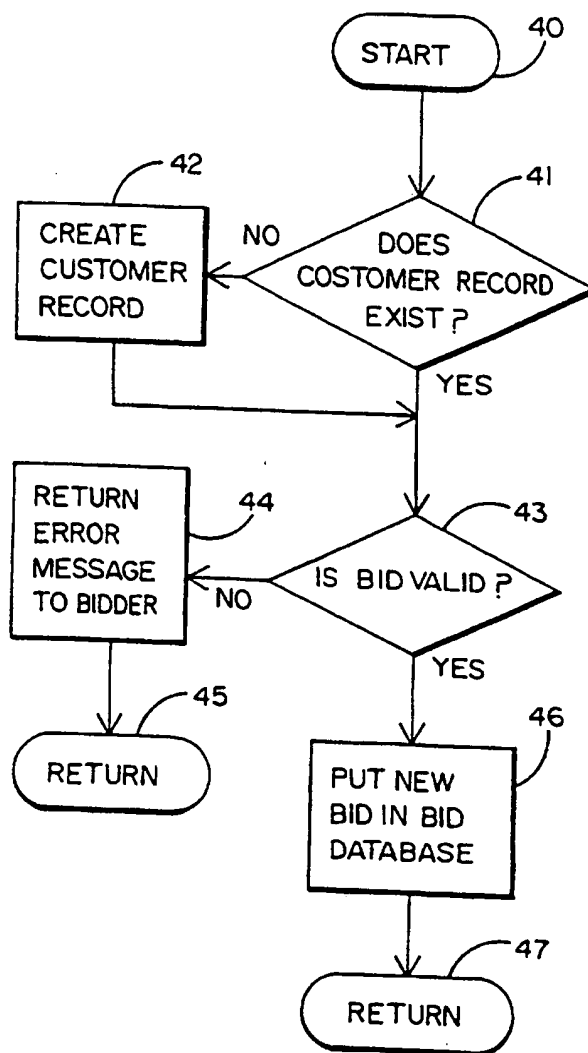 40
START
42
41
CREATE
CUSTOMER
RECORD
NO
DOES
COSTOMER RECORD
EXIST?
YES
RETURN
ERROR
MESSAGE
TO BIDDER
44
43
IS BID VALID?
NO
YES
45
RETURN
46
PUT NEW
BID IN BID
DATABASE
47
RETURN